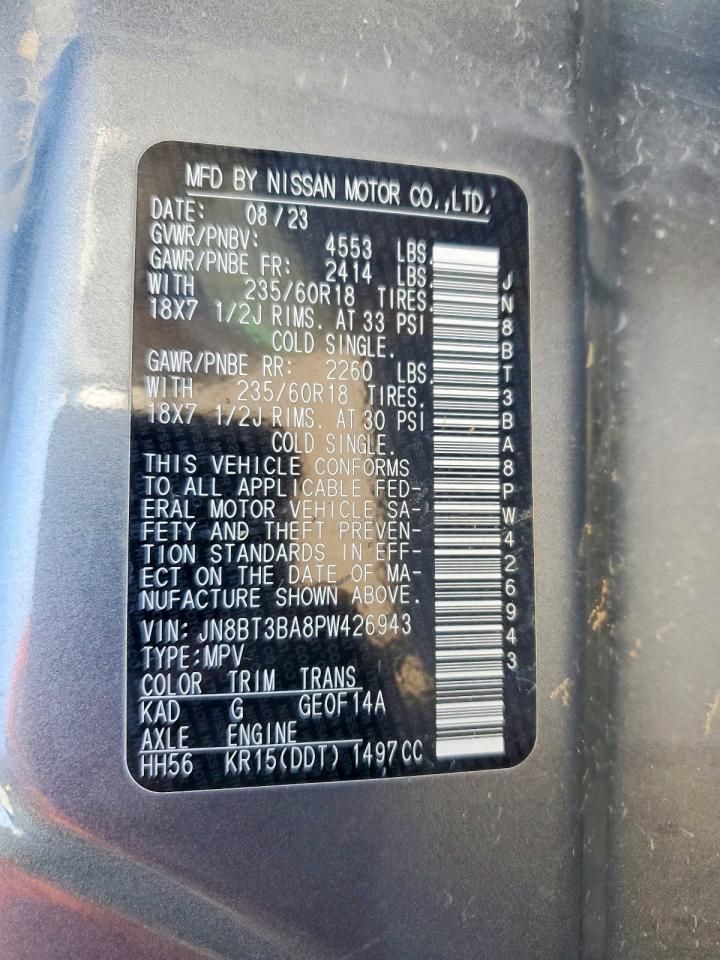 MFD BY NISSAN MOTOR CO.,LTD.
DATE: 08/23
GVWR/PNBV: 4553 LBS.
GAWR/PNBE FR: 2414 LBS.
WITH 235/60R18 TIRES.
18X7 1/2J RIMS. AT 33 PSI
COLD SINGLE.
GAWR/PNBE RR: 2260 LBS.
WITH 235/60R18 TIRES.
18X7 1/2J RIMS. AT 30 PSI
COLD SINGLE.
THIS VEHICLE CONFORMS
TO ALL APPLICABLE FED-
ERAL MOTOR VEHICLE SA-
FETY AND THEFT PREVEN-
TION STANDARDS IN EFF-
ECT ON THE DATE OF MA-
NUFACTURE SHOWN ABOVE.
VIN: JN8BT3BA8PW426943
TYPE:MPV
COLOR TRIM TRANS
KAD G GE0F14A
AXLE ENGINE
HH56 KR15(DDT) 1497CC
JN8BT3BA8PW426943